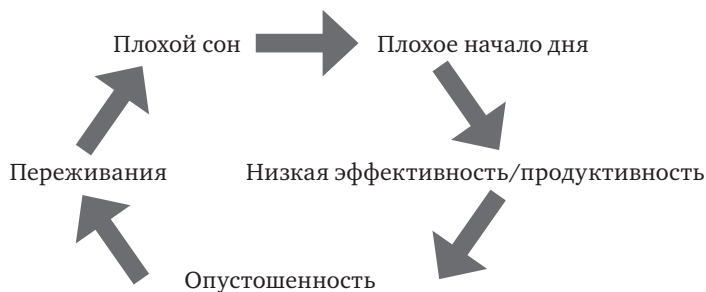 Плохой сон
Плохое начало дня
Низкая эффективность/продуктивность
Опустошенность
Переживания